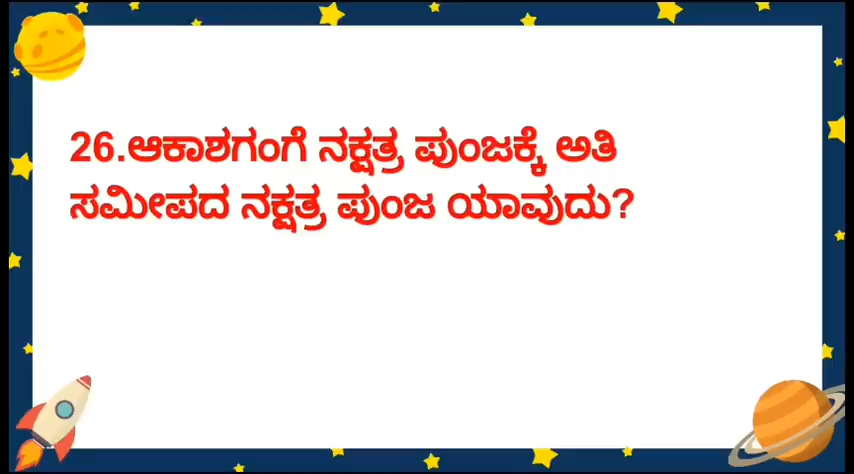 26.ಆಕಾಶಗಂಗೆ ನಕ್ಷತ್ರ ಪುಂಜಕ್ಕೆ ಅತಿ
ಸಮೀಪದ ನಕ್ಷತ್ರ ಪುಂಜ ಯಾವುದು?